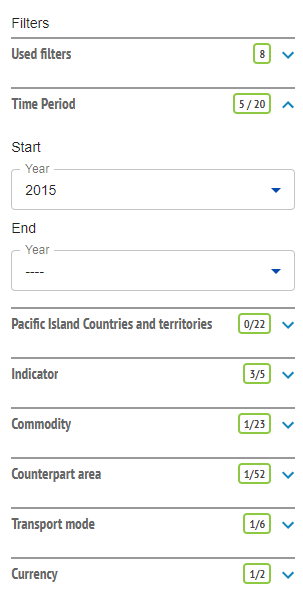 Filters
Used filters 8
Time Period 5 / 20
Start
Year
2015
End
Year
----
Pacific Island Countries and territories 0/22
Indicator 3/5
Commodity 1/23
Counterpart area 1/52
Transport mode 1/6
Currency 1/2